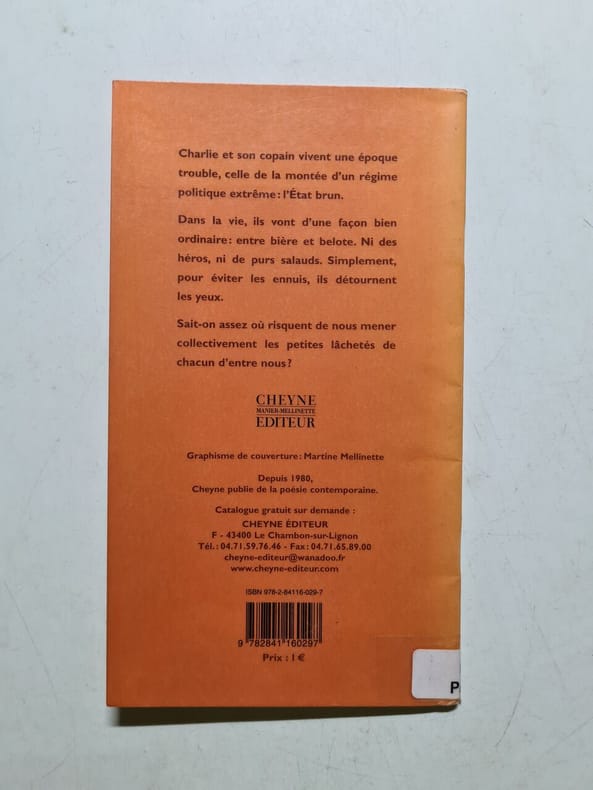 Charlie et son copain vivent une époque
trouble, celle de la montée d'un régime
politique extrême : l'État brun.
Dans la vie, ils vont d'une façon bien
ordinaire : entre bière et belote. Ni des
héros, ni de purs salauds. Simplement,
pour éviter les ennuis, ils détournent
les yeux.
Sait-on assez où risquent de nous mener
collectivement les petites lâchetés de
chacun d'entre nous ?
CHEYNE
MANIER-MELLINETTE
EDITEUR
Graphisme de couverture : Martine Mellinette
Depuis 1980,
Cheyne publie de la poésie contemporaine.
Catalogue gratuit sur demande :
CHEYNE ÉDITEUR
F - 43400 Le Chambon-sur-Lignon
Tél. : 04.71.59.76.46 - Fax : 04.71.65.89.00
cheyne-editeur@wanadoo.fr
www.cheyne-editeur.com
ISBN 978-2-84116-029-7
9 782841 160297
Prix : 1 €
P